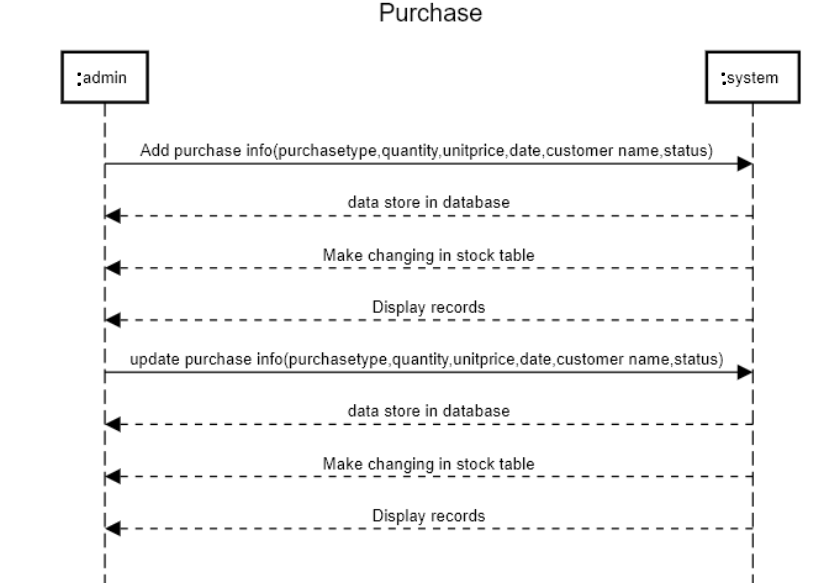 Purchase
:admin
:system
Add purchase info(purchasetype,quantity,unitprice,date,customer name,status)
data store in database
Make changing in stock table
Display records
update purchase info(purchasetype,quantity,unitprice,date,customer name,status)
data store in database
Make changing in stock table
Display records